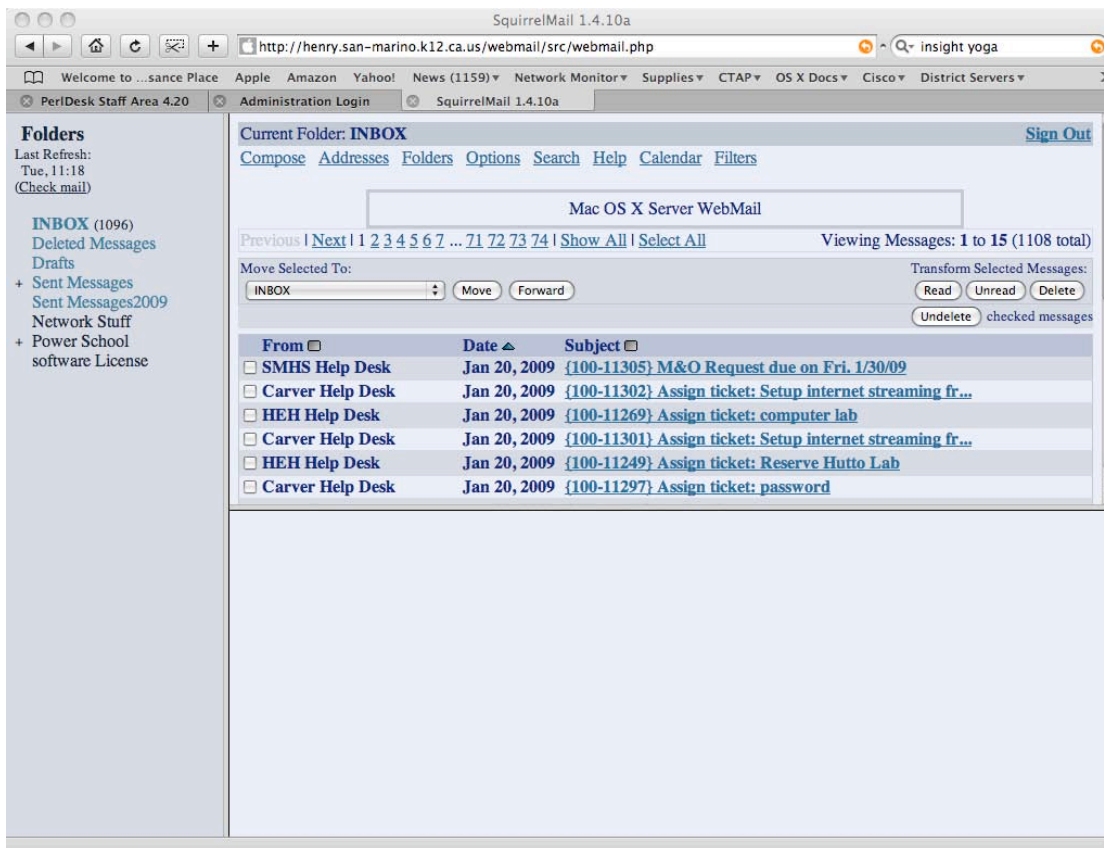 SquirrelMail 1.4.10a
http://henry.san-marino.k12.ca.us/webmail/src/webmail.php insight yoga
Welcome to ...sance Place Apple Amazon Yahoo! News (1159) Network Monitor Supplies CTAP OS X Docs Cisco District Servers
PerlDesk Staff Area 4.20 Administration Login SquirrelMail 1.4.10a
Folders
Last Refresh:
Tue, 11:18
(Check mail)
INBOX (1096)
Deleted Messages
Drafts
+ Sent Messages
Sent Messages2009
Network Stuff
+ Power School
software License
Current Folder: INBOX Sign Out
Compose Addresses Folders Options Search Help Calendar Filters
Mac OS X Server WebMail
Previous | Next | 1 2 3 4 5 6 7 ... 71 72 73 74 | Show All | Select All Viewing Messages: 1 to 15 (1108 total)
Move Selected To: Transform Selected Messages:
INBOX Move Forward Read Unread Delete
Undelete checked messages
From Date Subject
SMHS Help Desk Jan 20, 2009 {100-11305} M&O Request due on Fri. 1/30/09
Carver Help Desk Jan 20, 2009 {100-11302} Assign ticket: Setup internet streaming fr...
HEH Help Desk Jan 20, 2009 {100-11269} Assign ticket: computer lab
Carver Help Desk Jan 20, 2009 {100-11301} Assign ticket: Setup internet streaming fr...
HEH Help Desk Jan 20, 2009 {100-11249} Assign ticket: Reserve Hutto Lab
Carver Help Desk Jan 20, 2009 {100-11297} Assign ticket: password